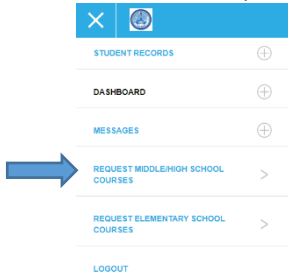 STUDENT RECORDS
DASHBOARD
MESSAGES
REQUEST MIDDLE/HIGH SCHOOL
COURSES
REQUEST ELEMENTARY SCHOOL
COURSES
LOGOUT